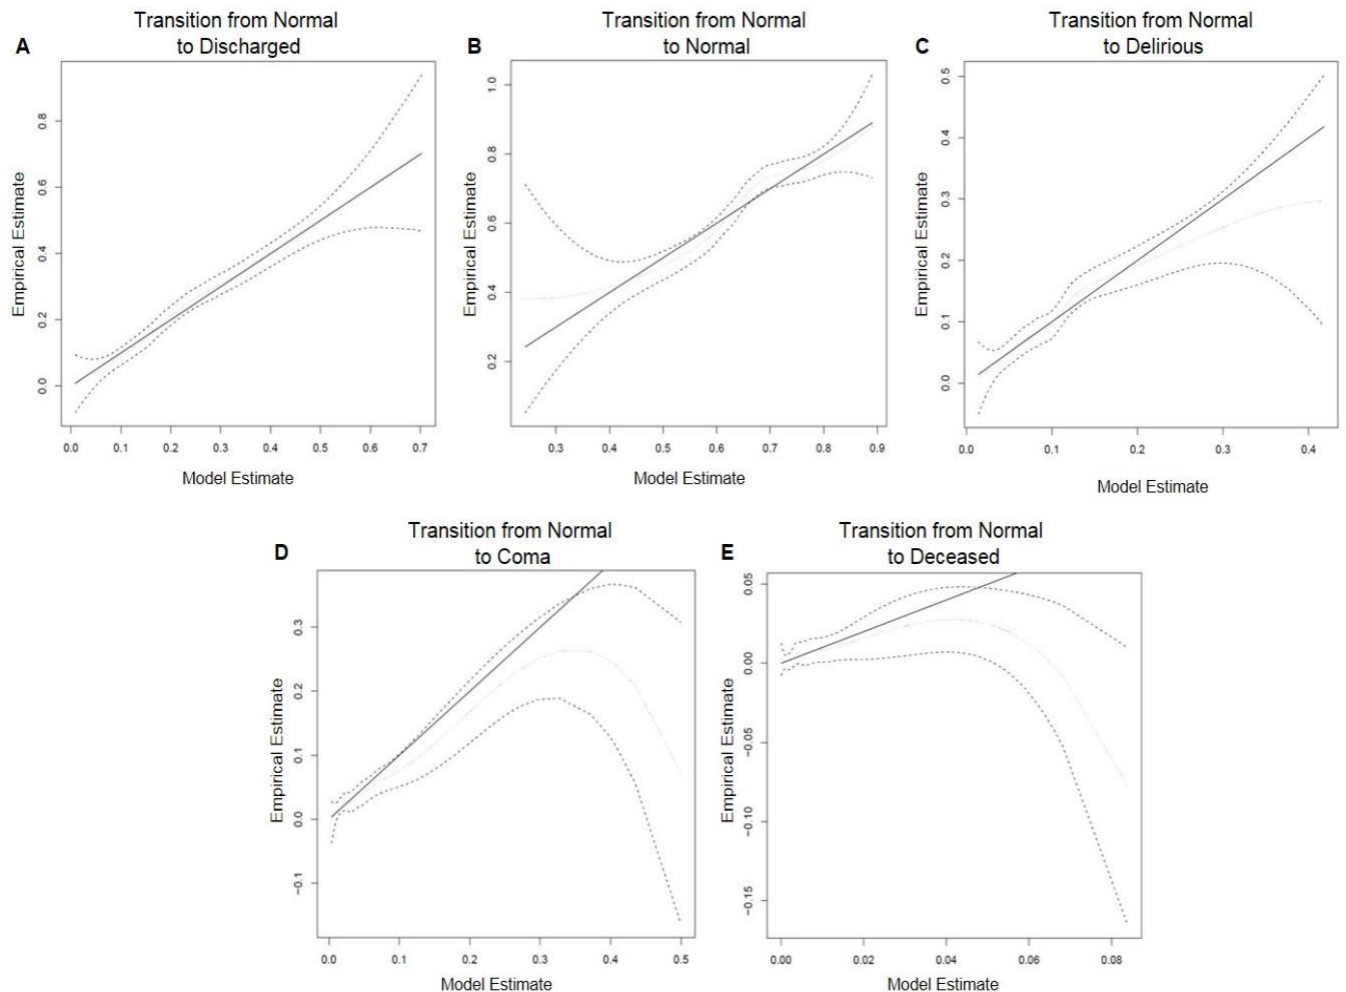 Transition from Normal
to Discharged
A
Empirical Estimate
0.0 0.2 0.4 0.6 0.8
0.0 0.1 0.2 0.3 0.4 0.5 0.6 0.7
Model Estimate
Transition from Normal
to Normal
B
Empirical Estimate
0.2 0.4 0.6 0.8 1.0
0.3 0.4 0.5 0.6 0.7 0.8 0.9
Model Estimate
Transition from Normal
to Delirious
C
Empirical Estimate
0.0 0.1 0.2 0.3 0.4 0.5
0.0 0.1 0.2 0.3 0.4
Model Estimate
Transition from Normal
to Coma
D
Empirical Estimate
-0.1 0.0 0.1 0.2 0.3
0.0 0.1 0.2 0.3 0.4 0.5
Model Estimate
Transition from Normal
to Deceased
E
Empirical Estimate
-0.15 -0.10 -0.05 0.00 0.05
0.00 0.02 0.04 0.06 0.08
Model Estimate